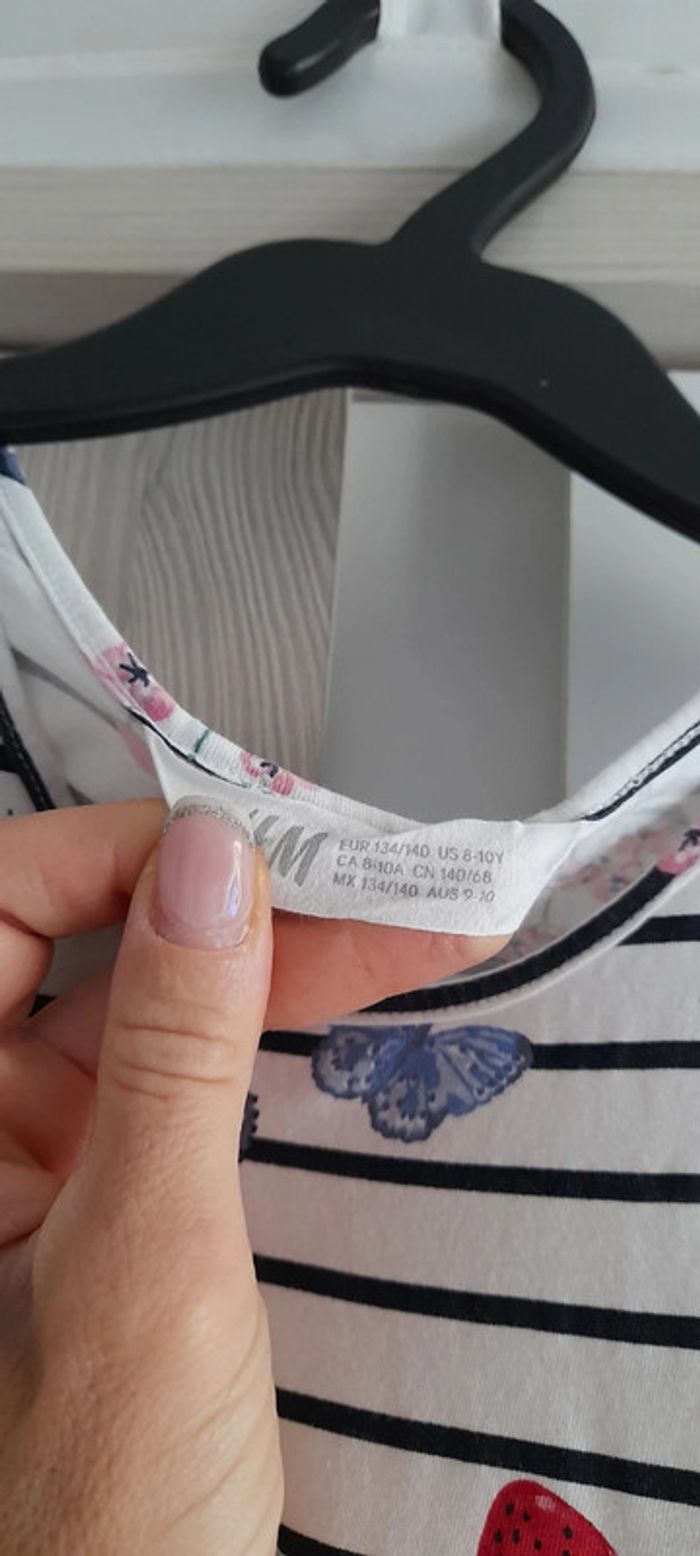 H&M
EUR 134/140 US 8-10Y
CA 8-10A CN 140/68
MX 134/140 AUS 9-10